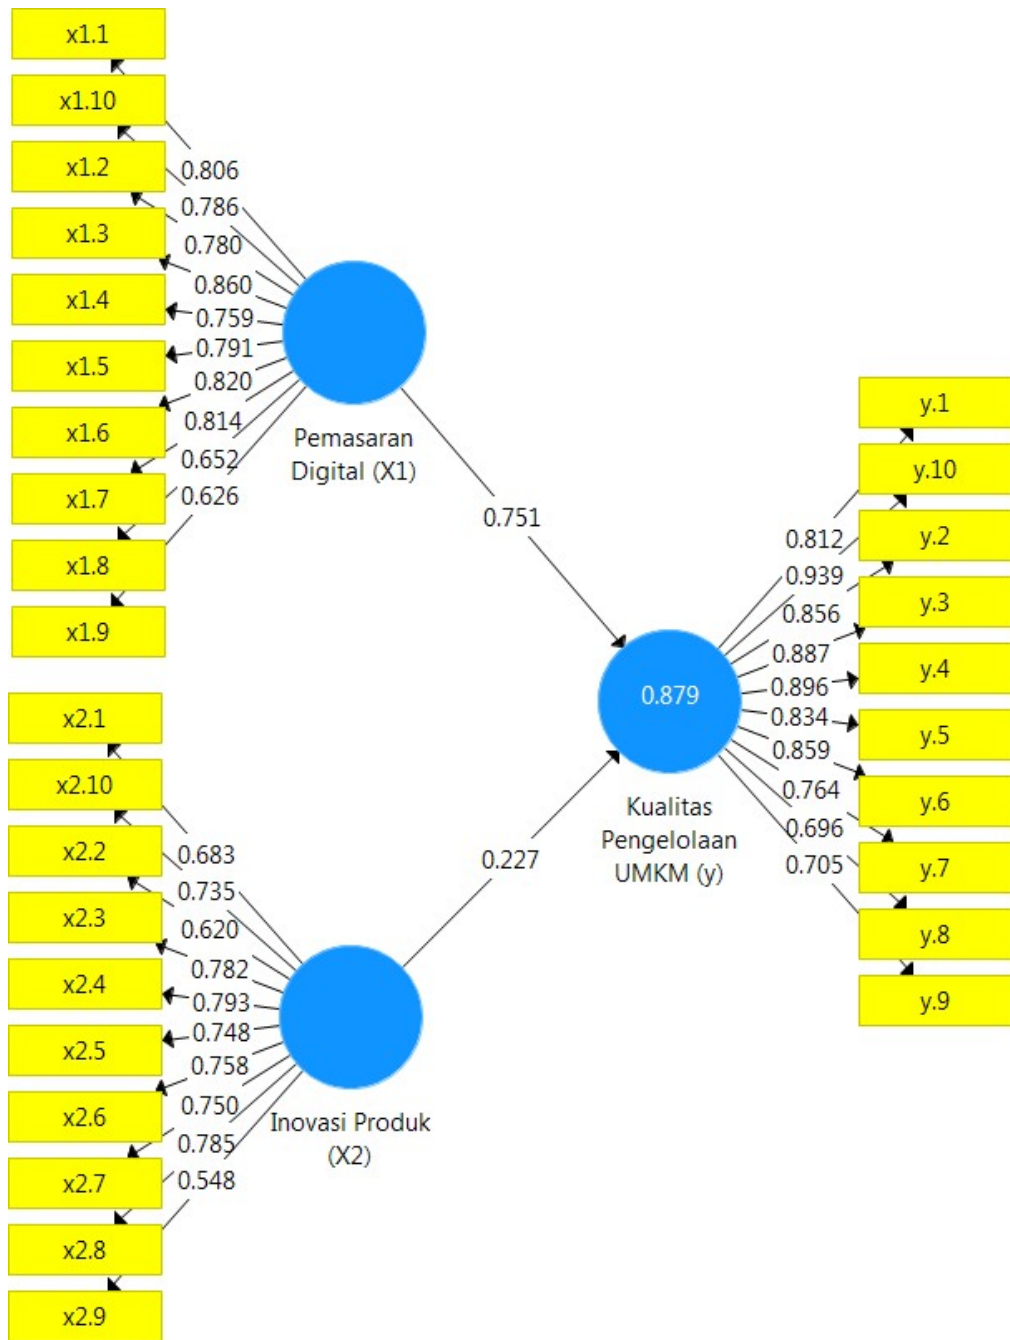 x1.1
x1.10
x1.2
x1.3
x1.4
x1.5
x1.6
x1.7
x1.8
x1.9
0.806
0.786
0.780
0.860
0.759
0.791
0.820
0.814
0.652
0.626
Pemasaran
Digital (X1)
0.751
x2.1
x2.10
x2.2
x2.3
x2.4
x2.5
x2.6
x2.7
x2.8
x2.9
0.683
0.735
0.620
0.782
0.793
0.748
0.758
0.750
0.785
0.548
Inovasi Produk
(X2)
0.227
0.879
Kualitas
Pengelolaan
UMKM (y)
0.812
0.939
0.856
0.887
0.896
0.834
0.859
0.764
0.696
0.705
y.1
y.10
y.2
y.3
y.4
y.5
y.6
y.7
y.8
y.9